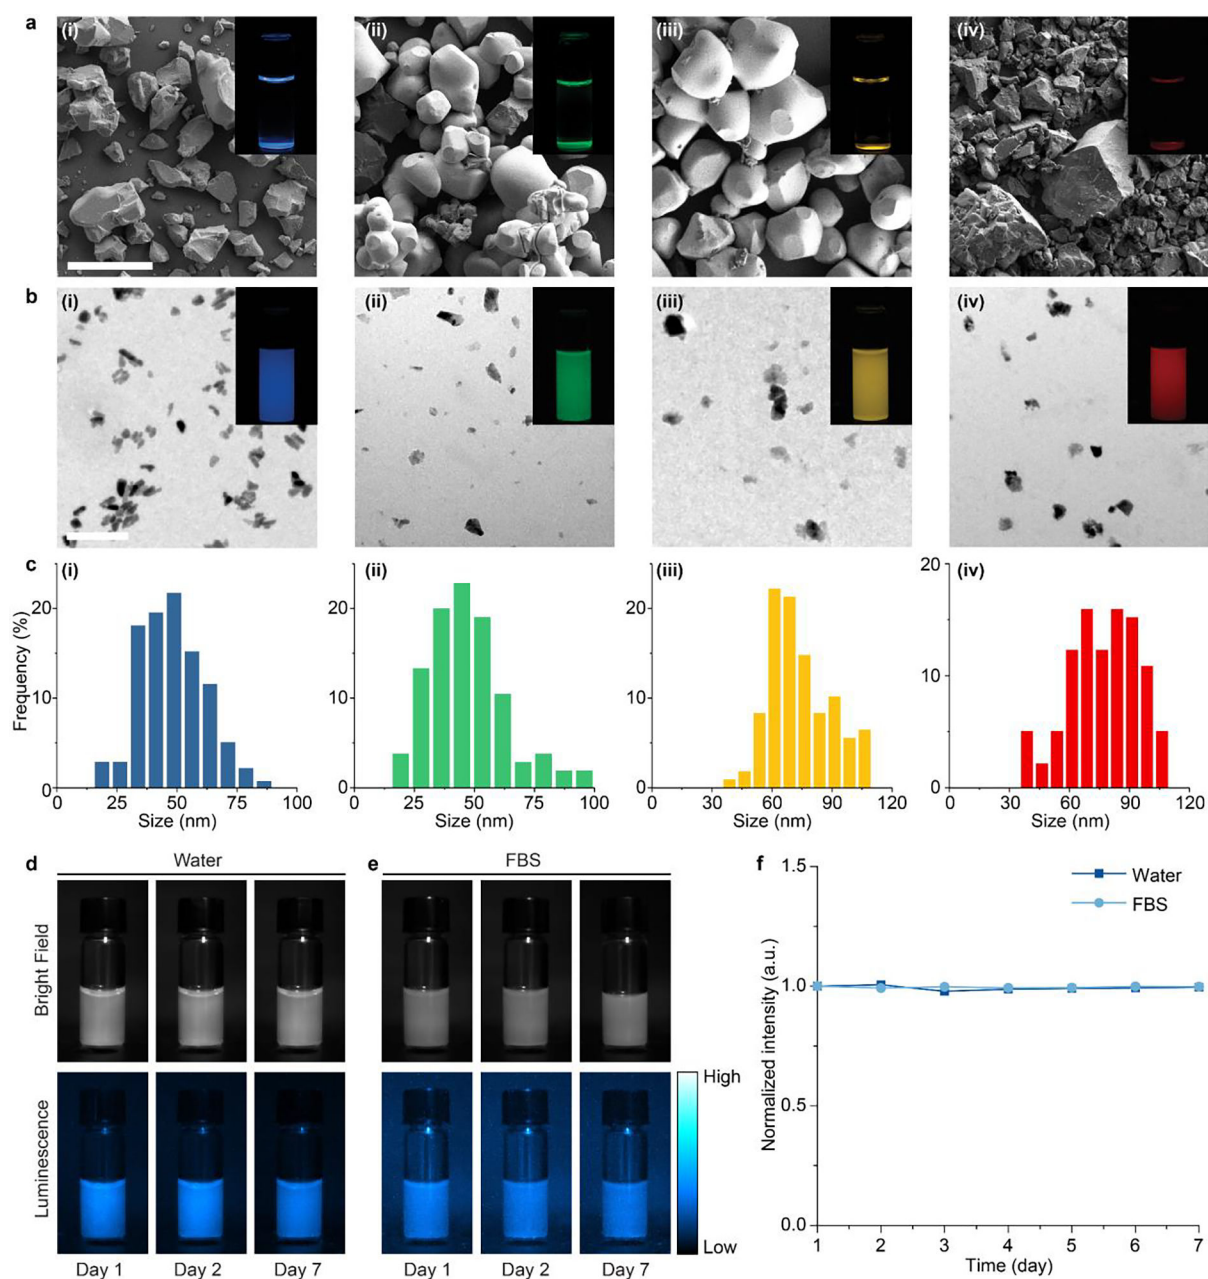 a (i) (ii) (iii) (iv)
b (i) (ii) (iii) (iv)
c (i) (ii) (iii) (iv)
Frequency (%)
20 20 20
10 10 10 10
0 0 0 0
0 25 50 75 100 0 25 50 75 100 0 30 60 90 120 0 30 60 90 120
Size (nm) Size (nm) Size (nm) Size (nm)
d Water e FBS
Bright Field
Luminescence
High
Low
Day 1 Day 2 Day 7 Day 1 Day 2 Day 7
f
Water
FBS
Normalized intensity (a.u.)
1.5
1.0
0.5
0.0
1 2 3 4 5 6 7
Time (day)